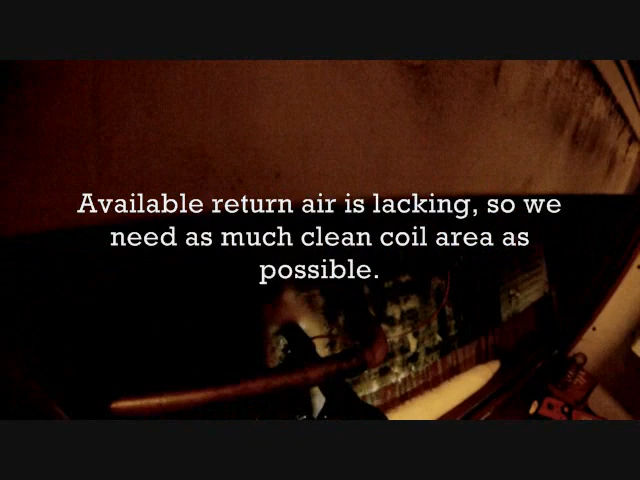 Available return air is lacking, so we
need as much clean coil area as
possible.